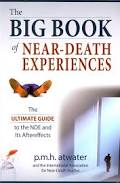 The
BIG BOOK
OF
NEAR-DEATH
EXPERIENCES
The
ULTIMATE GUIDE
to the NDE and
Its Aftereffects
p.m.h. atwater
and the International Association
for Near-Death Studies